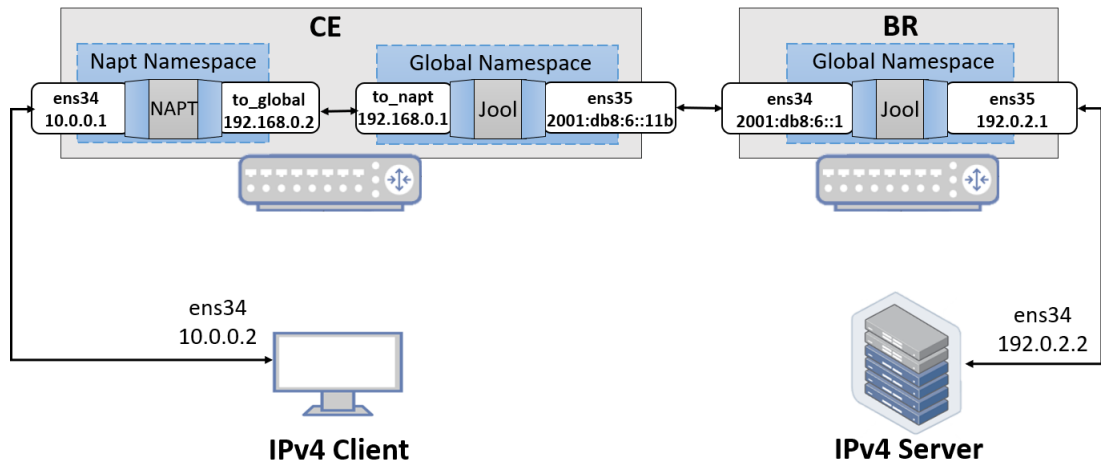 CE
BR
Napt Namespace
Global Namespace
Global Namespace
ens34
10.0.0.1
NAPT
to_global
192.168.0.2
to_napt
192.168.0.1
Jool
ens35
2001:db8:6::11b
ens34
2001:db8:6::1
Jool
ens35
192.0.2.1
ens34
10.0.0.2
ens34
192.0.2.2
IPv4 Client
IPv4 Server